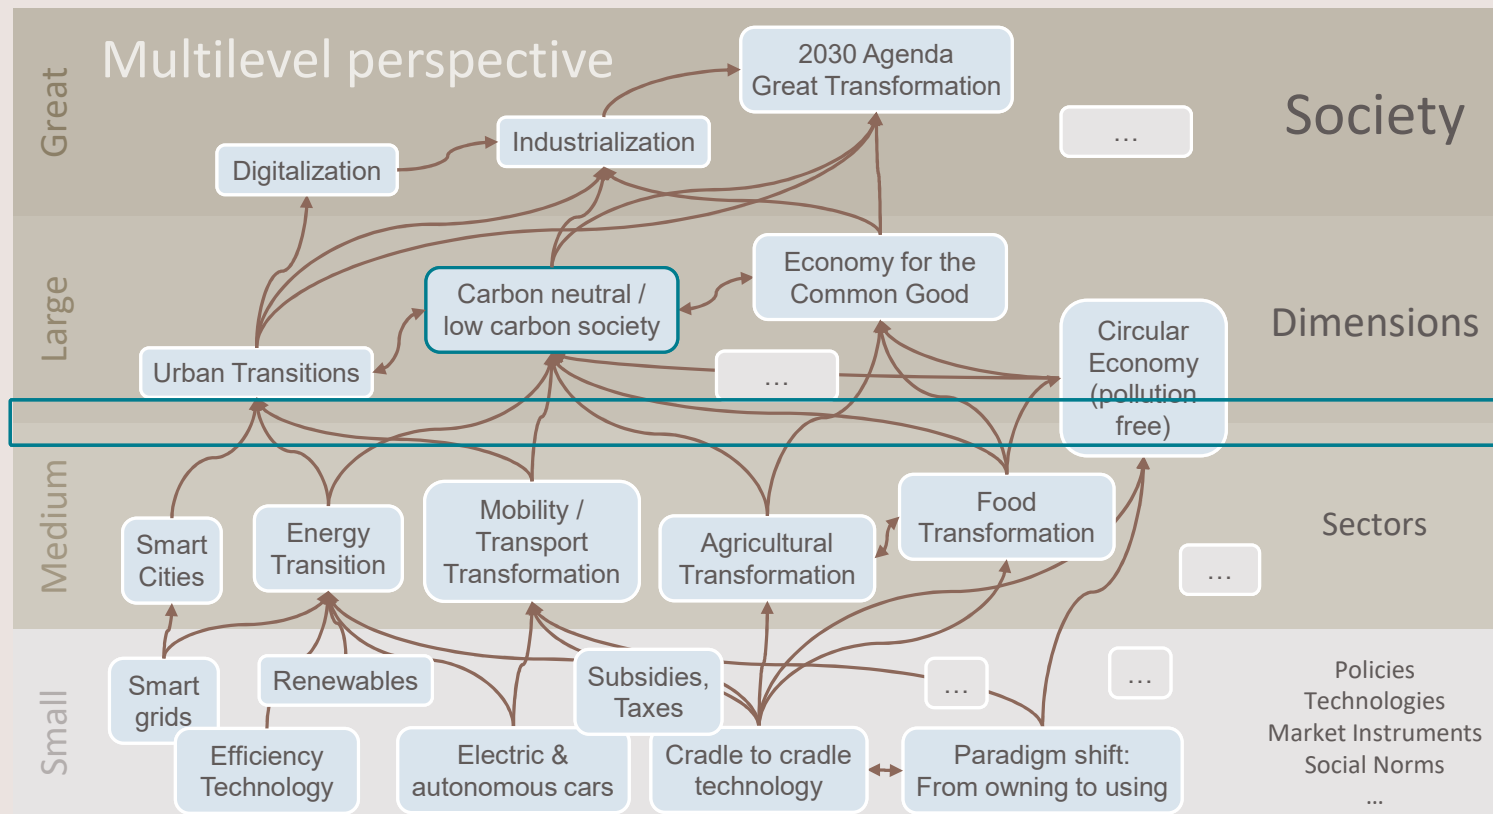 Multilevel perspective
Great
2030 Agenda
Great Transformation
Society
Industrialization
...
Digitalization
Large
Economy for the
Common Good
Carbon neutral /
low carbon society
Dimensions
Circular
Economy
(pollution
free)
Urban Transitions
...
Medium
Mobility /
Transport
Transformation
Food
Transformation
Sectors
Smart
Cities
Energy
Transition
Agricultural
Transformation
...
Small
Smart
grids
Renewables
Subsidies,
Taxes
...
...
Policies
Technologies
Market Instruments
Social Norms
...
Efficiency
Technology
Electric &
autonomous cars
Cradle to cradle
technology
Paradigm shift:
From owning to using